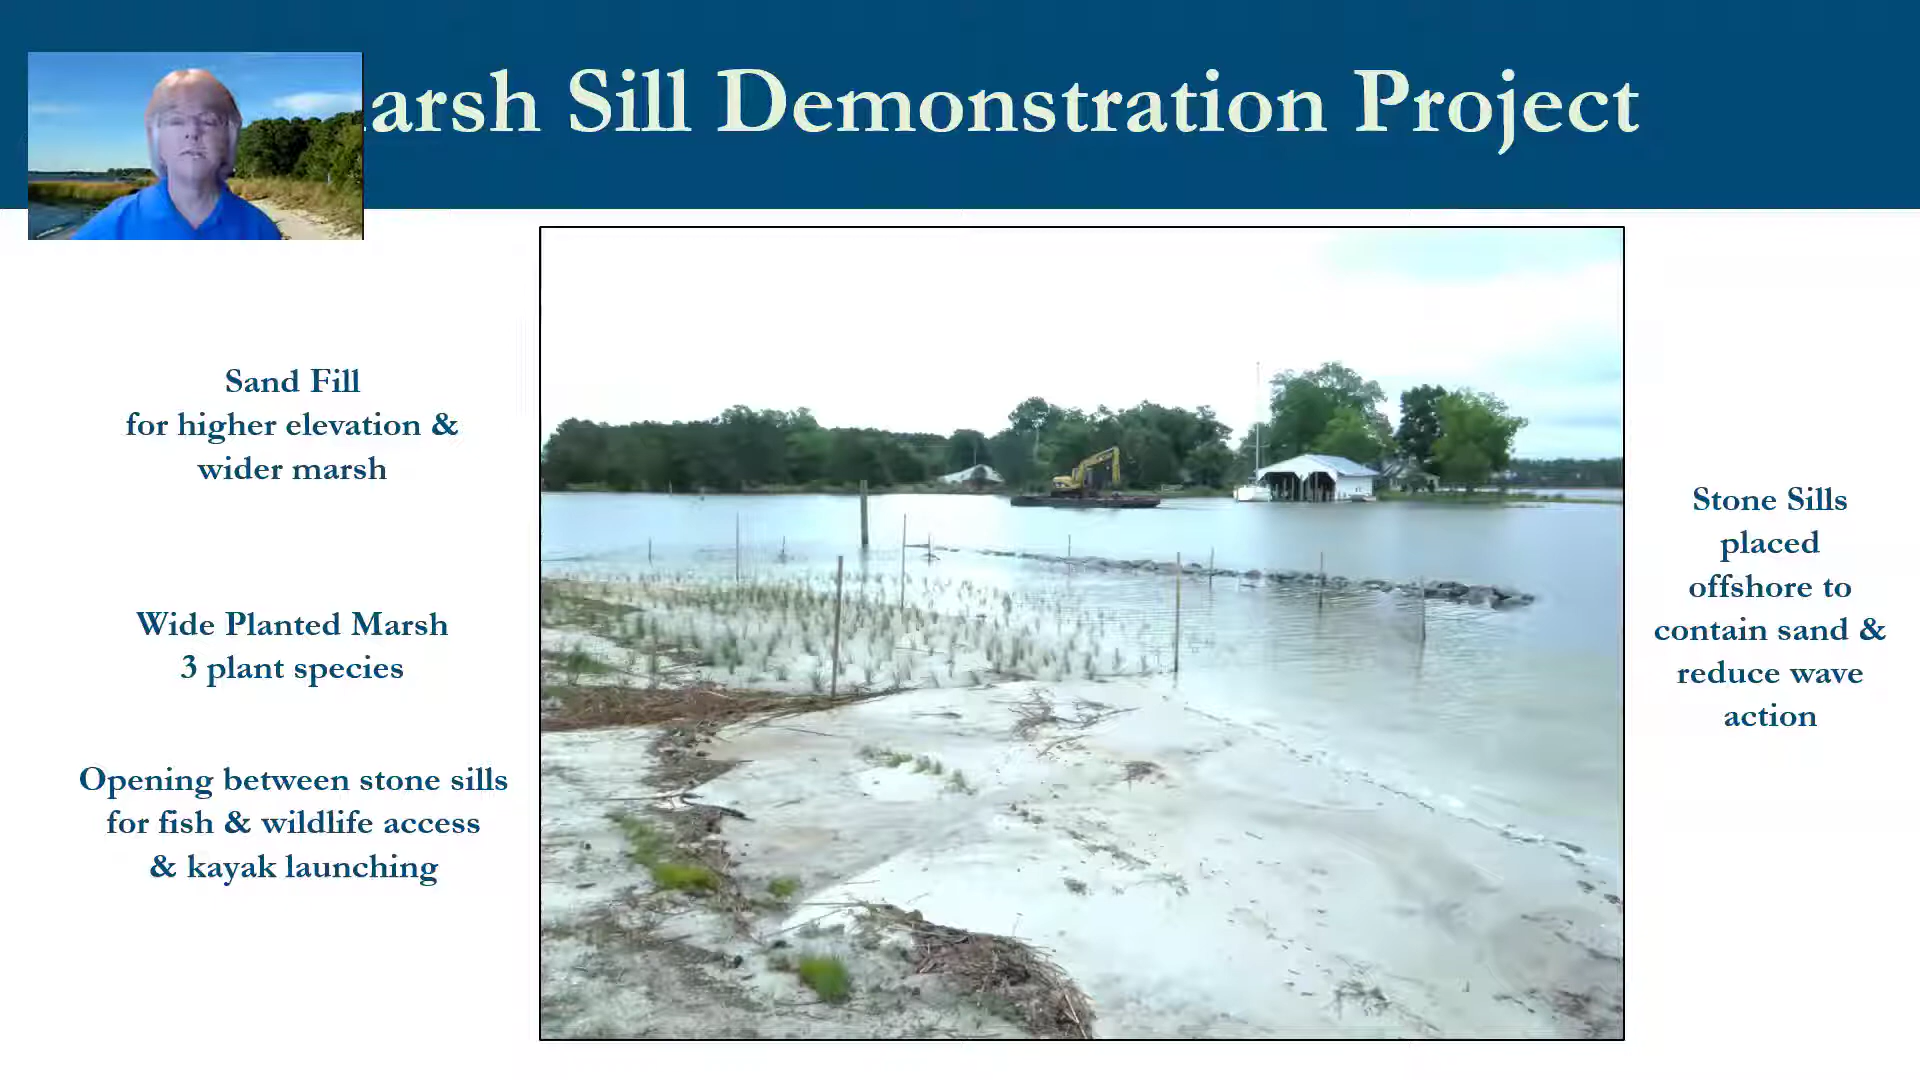 arsh Sill Demonstration Project
Sand Fill
for higher elevation &
wider marsh
Wide Planted Marsh
3 plant species
Opening between stone sills
for fish & wildlife access
& kayak launching
Stone Sills
placed
offshore to
contain sand &
reduce wave
action